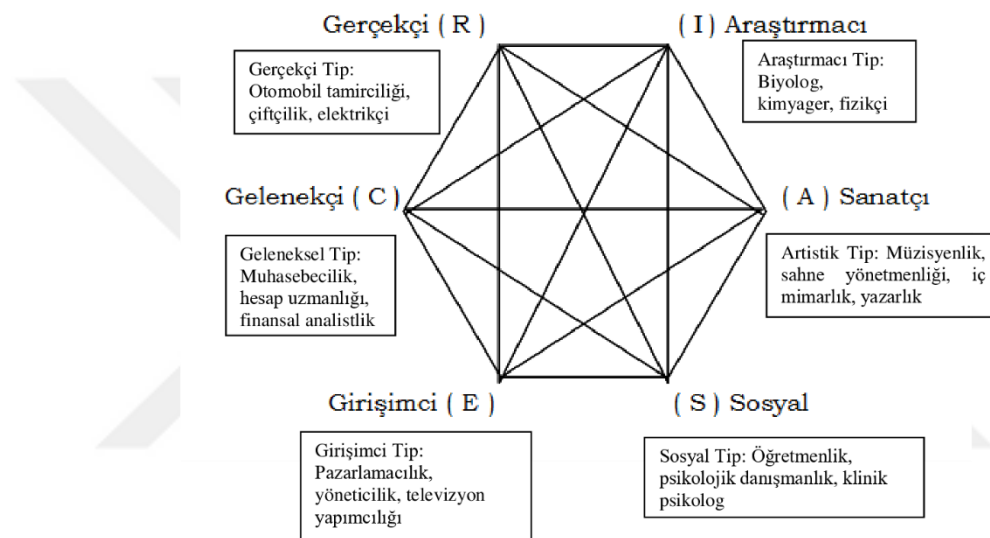 Gerçekçi ( R )
( I ) Araştırmacı
Gerçekçi Tip:
Otomobil tamirciliği,
çiftçilik, elektrikçi
Araştırmacı Tip:
Biyolog,
kimyager, fizikçi
Gelenekçi ( C )
( A ) Sanatçı
Geleneksel Tip:
Muhasebecilik,
hesap uzmanlığı,
finansal analistlik
Artistik Tip: Müzisyenlik,
sahne yönetmenliği, iç
mimarlık, yazarlık
Girişimci ( E )
( S ) Sosyal
Girişimci Tip:
Pazarlamacılık,
yöneticilik, televizyon
yapımcılığı
Sosyal Tip: Öğretmenlik,
psikolojik danışmanlık, klinik
psikolog